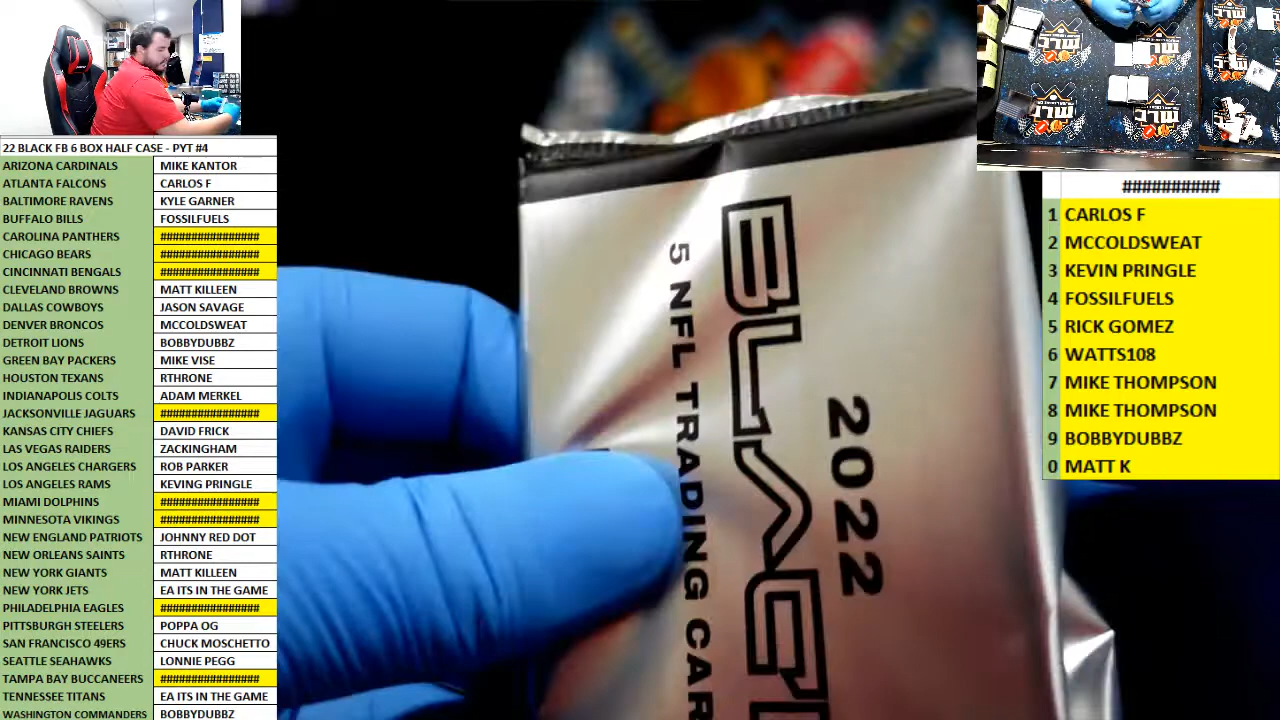 22 BLACK FB 6 BOX HALF CASE - PYT #4
ARIZONA CARDINALS MIKE KANTOR
ATLANTA FALCONS CARLOS F
BALTIMORE RAVENS KYLE GARNER
BUFFALO BILLS FOSSILFUELS
CAROLINA PANTHERS ################
CHICAGO BEARS ################
CINCINNATI BENGALS ################
CLEVELAND BROWNS MATT KILLEEN
DALLAS COWBOYS JASON SAVAGE
DENVER BRONCOS MCCOLDSWEAT
DETROIT LIONS BOBBYDUBBZ
GREEN BAY PACKERS MIKE VISE
HOUSTON TEXANS RTHRONE
INDIANAPOLIS COLTS ADAM MERKEL
JACKSONVILLE JAGUARS ################
KANSAS CITY CHIEFS DAVID FRICK
LAS VEGAS RAIDERS ZACKINGHAM
LOS ANGELES CHARGERS ROB PARKER
LOS ANGELES RAMS KEVING PRINGLE
MIAMI DOLPHINS ################
MINNESOTA VIKINGS ################
NEW ENGLAND PATRIOTS JOHNNY RED DOT
NEW ORLEANS SAINTS RTHRONE
NEW YORK GIANTS MATT KILLEEN
NEW YORK JETS EA ITS IN THE GAME
PHILADELPHIA EAGLES ################
PITTSBURGH STEELERS POPPA OG
SAN FRANCISCO 49ERS CHUCK MOSCHETTO
SEATTLE SEAHAWKS LONNIE PEGG
TAMPA BAY BUCCANEERS ################
TENNESSEE TITANS EA ITS IN THE GAME
WASHINGTON COMMANDERS BOBBYDUBBZ
2022
BLAC
5 NFL TRADING CAR
##########
1 CARLOS F
2 MCCOLDSWEAT
3 KEVIN PRINGLE
4 FOSSILFUELS
5 RICK GOMEZ
6 WATTS108
7 MIKE THOMPSON
8 MIKE THOMPSON
9 BOBBYDUBBZ
0 MATT K